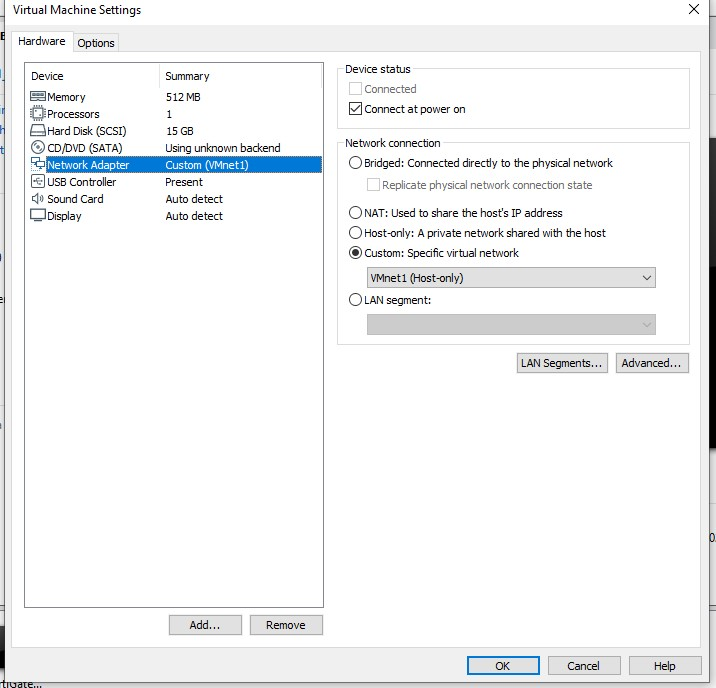 Virtual Machine Settings
Hardware Options
Device Summary
Memory 512 MB
Processors 1
Hard Disk (SCSI) 15 GB
CD/DVD (SATA) Using unknown backend
Network Adapter Custom (VMnet1)
USB Controller Present
Sound Card Auto detect
Display Auto detect
Add... Remove
Device status
Connected
Connect at power on
Network connection
Bridged: Connected directly to the physical network
Replicate physical network connection state
NAT: Used to share the host's IP address
Host-only: A private network shared with the host
Custom: Specific virtual network
VMnet1 (Host-only)
LAN segment:
LAN Segments... Advanced...
OK Cancel Help